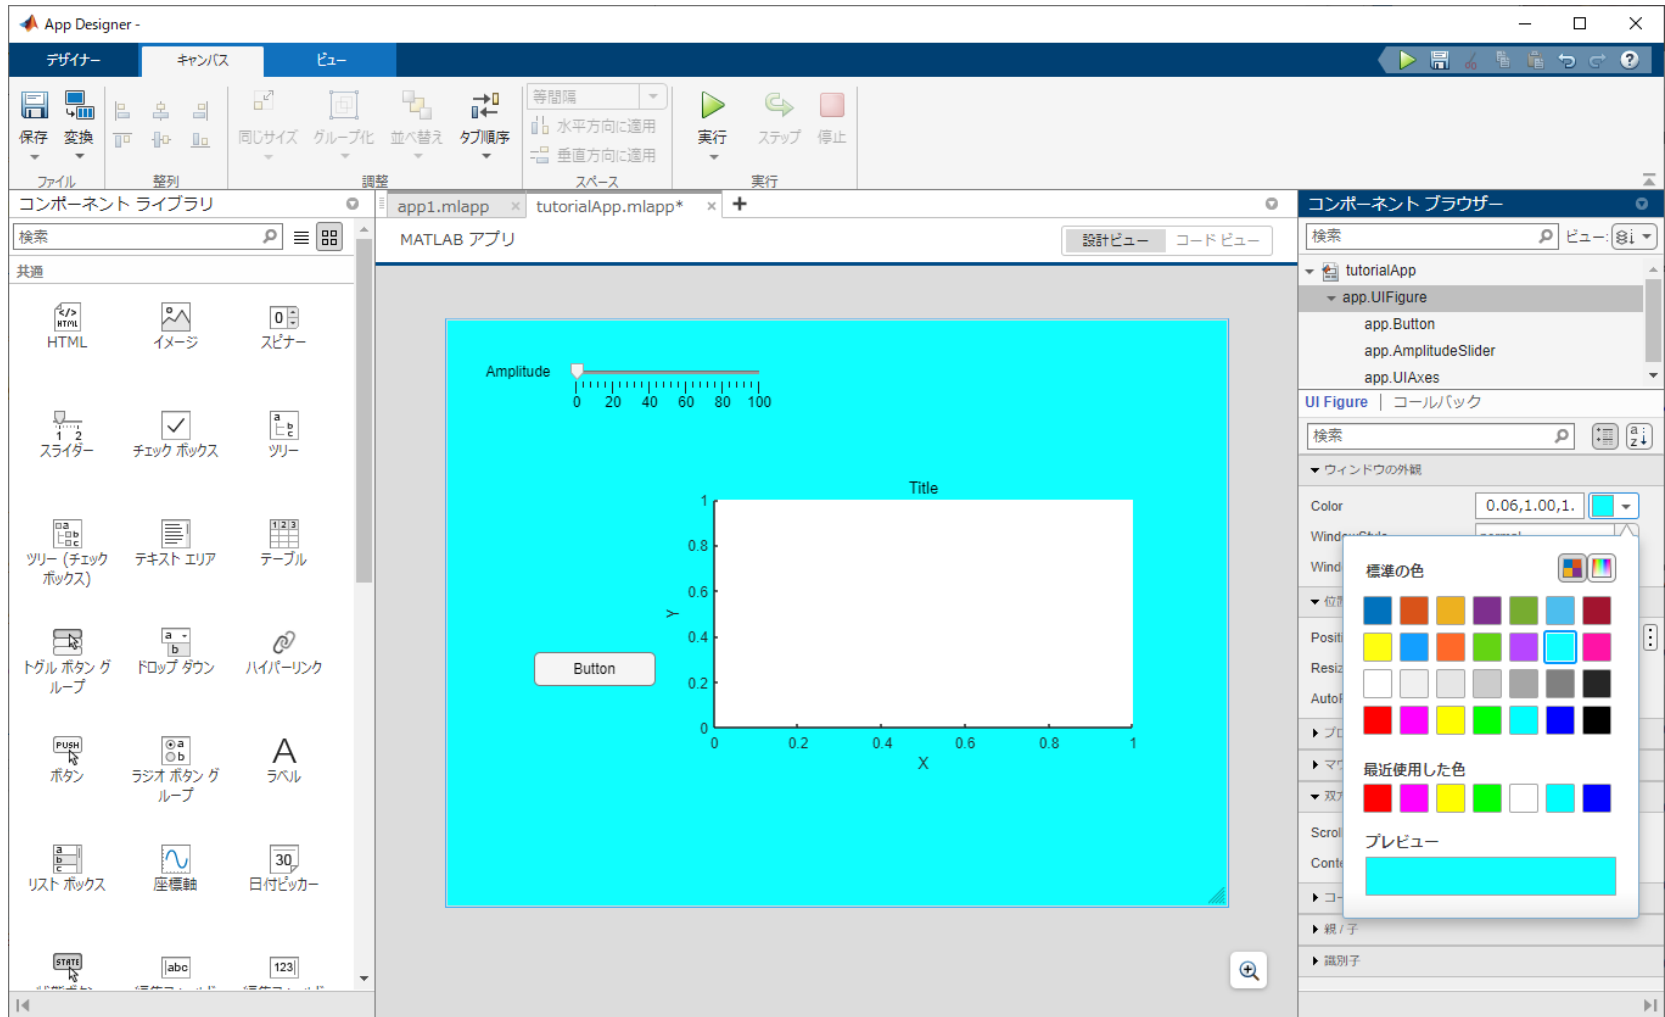 App Designer -
デザイナー
キャンバス
ビュー
保存
変換
同じサイズ
グループ化
並べ替え
タブ順序
等間隔
水平方向に適用
垂直方向に適用
実行
ステップ
停止
ファイル
整列
調整
スペース
実行
コンポーネント ライブラリ
検索
共通
HTML
イメージ
スピナー
スライダー
チェック ボックス
ツリー
ツリー (チェック
ボックス)
テキスト エリア
テーブル
トグル ボタン グ
ループ
ドロップ ダウン
ハイパーリンク
ボタン
ラジオ ボタン グ
ループ
ラベル
リスト ボックス
座標軸
日付ピッカー
app1.mlapp
tutorialApp.mlapp*
MATLAB アプリ
設計ビュー
コード ビュー
Amplitude
0 20 40 60 80 100
Title
1
0.8
0.6
Y
0.4
0.2
0
0 0.2 0.4 0.6 0.8 1
X
Button
コンポーネント ブラウザー
検索
ビュー:
tutorialApp
app.UIFigure
app.Button
app.AmplitudeSlider
app.UIAxes
UI Figure | コールバック
検索
ウィンドウの外観
Color
0.06,1.00,1.
標準の色
最近使用した色
プレビュー
親 / 子
識別子